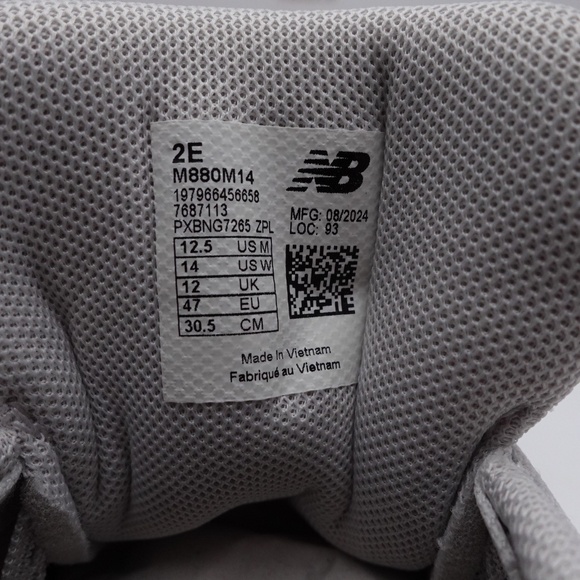 2E
M880M14
197966456658
7687113
PXBNG7265 ZPL
12.5 US M
14 US W
12 UK
47 EU
30.5 CM
NB
MFG: 08/2024
LOC: 93
Made In Vietnam
Fabriqué au Vietnam